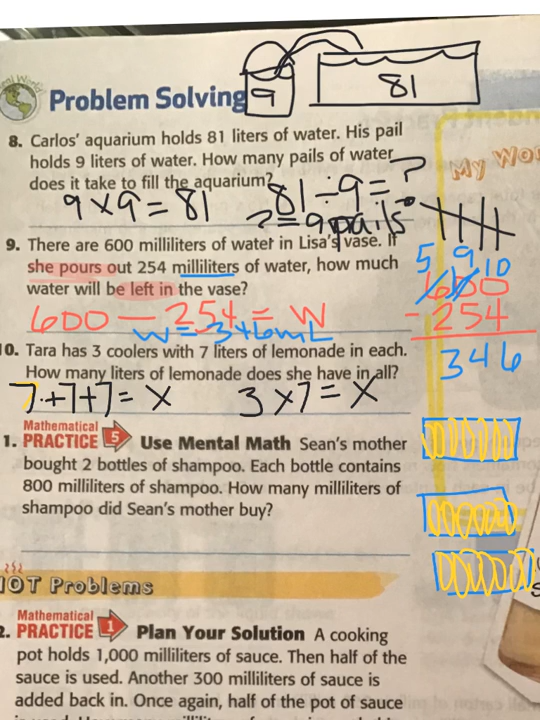 Real World
Problem Solving
9
81
8. Carlos' aquarium holds 81 liters of water. His pail
holds 9 liters of water. How many pails of water
does it take to fill the aquarium?
81 ÷ 9 = ?
9 x 9 = 81
? = 9 pails
My Wo
9. There are 600 milliliters of water in Lisa's vase. If
she pours out 254 milliliters of water, how much
water will be left in the vase?
600 - 254 = W
W = 346mL
5 9 10
600
- 254
346
10. Tara has 3 coolers with 7 liters of lemonade in each.
How many liters of lemonade does she have in all?
7 + 7 + 7 = X 3 x 7 = X
Mathematical
1. PRACTICE 5 Use Mental Math Sean's mother
bought 2 bottles of shampoo. Each bottle contains
800 milliliters of shampoo. How many milliliters of
shampoo did Sean's mother buy?
HOT Problems
Mathematical
2. PRACTICE 1 Plan Your Solution A cooking
pot holds 1,000 milliliters of sauce. Then half of the
sauce is used. Another 300 milliliters of sauce is
added back in. Once again, half of the pot of sauce